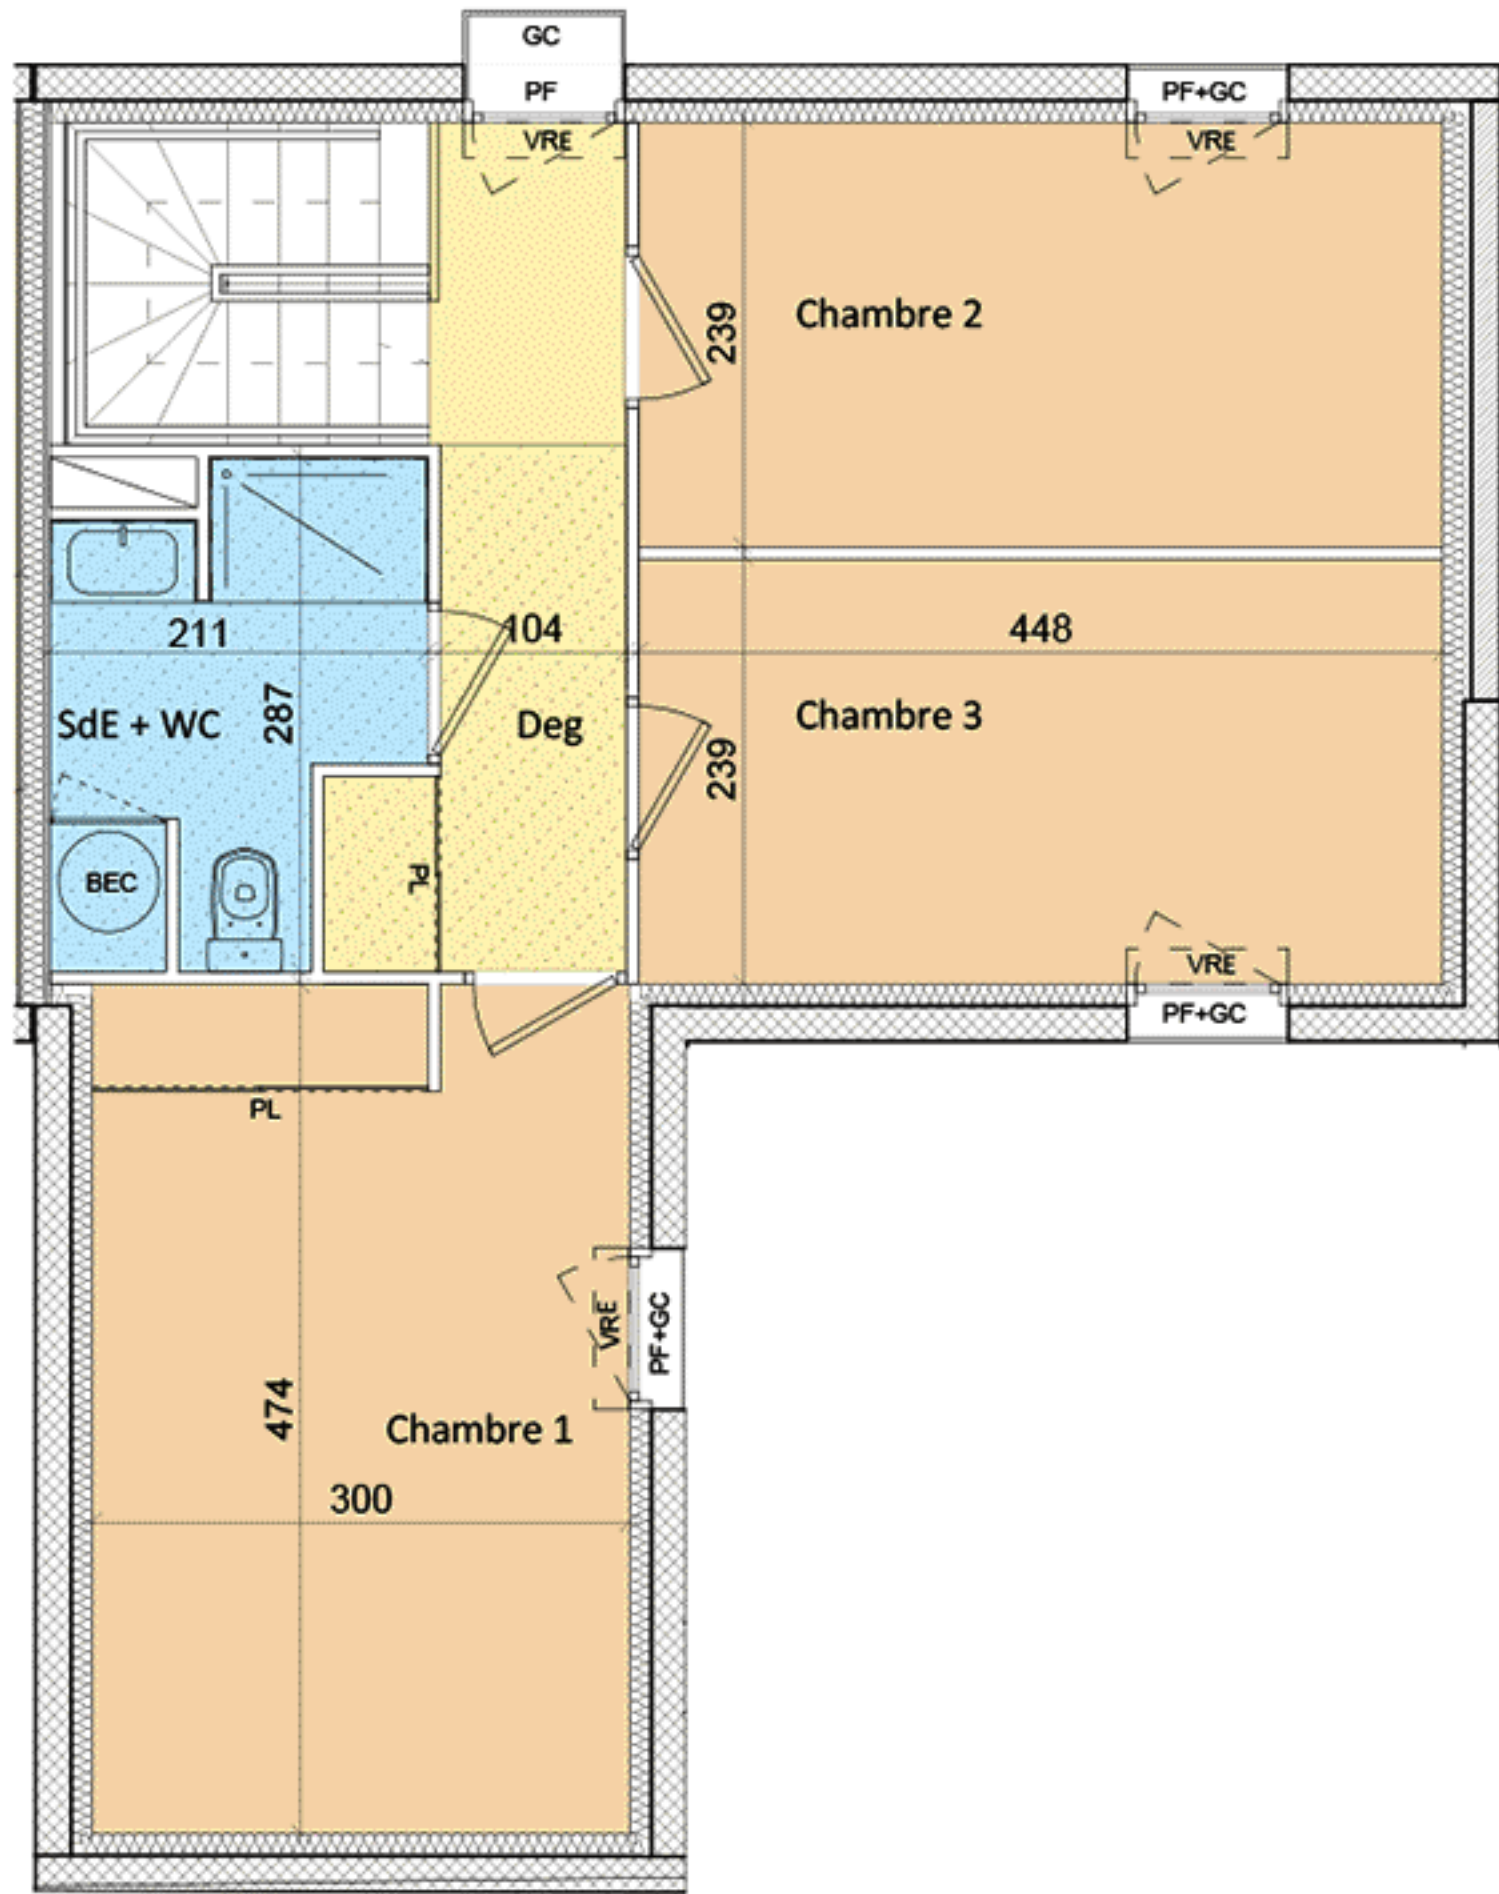 GC
PF
VRE
PF+GC
VRE
Chambre 2
239
211
104
448
SdE + WC
287
Deg
Chambre 3
239
BEC
PL
VRE
PF+GC
PL
VRE
PF+GC
474
Chambre 1
300